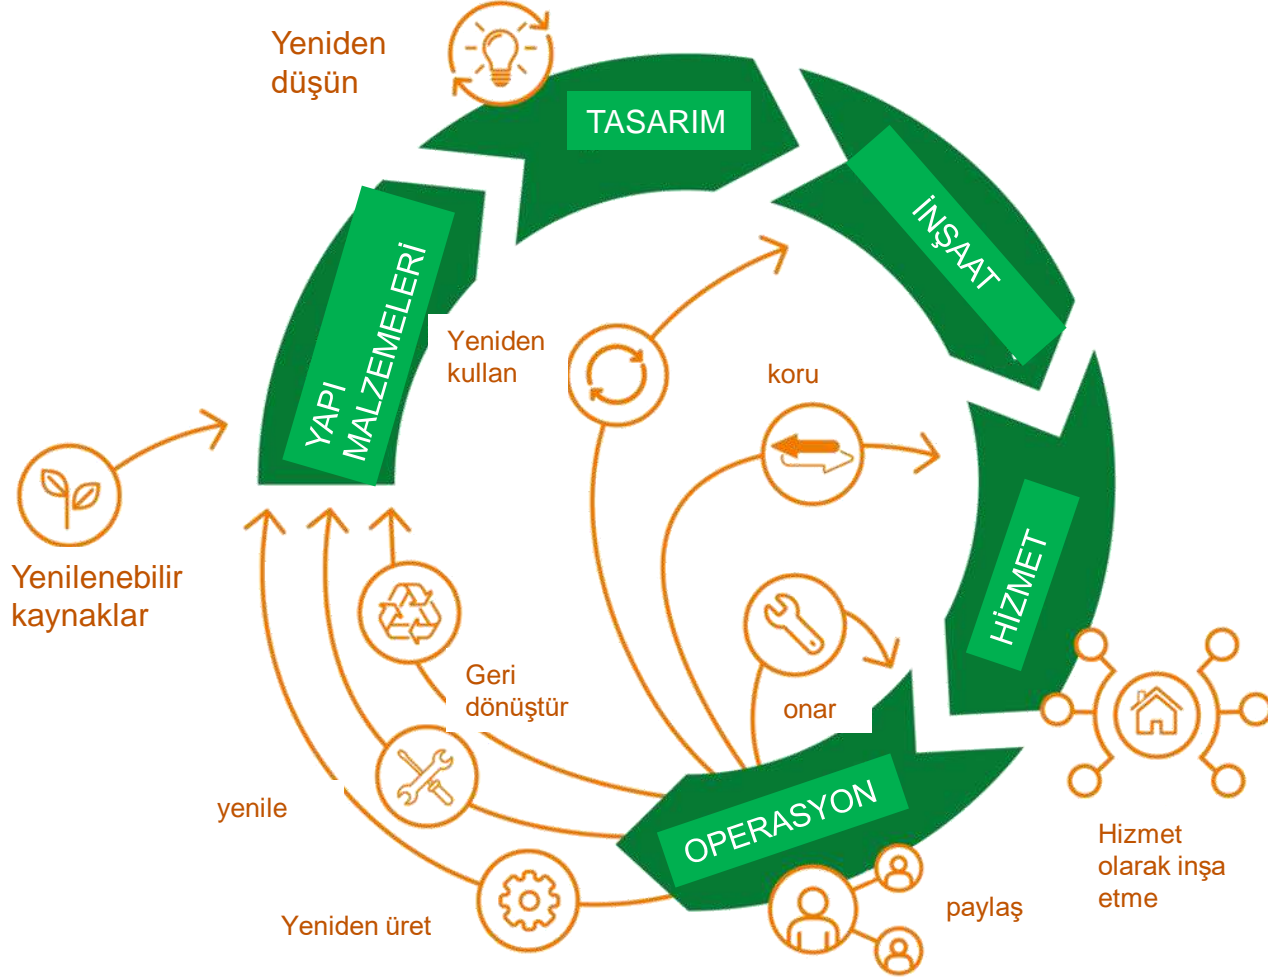 Yeniden
düşün
TASARIM
İNŞAAT
YAPI
MALZEMELERİ
Yeniden
kullan
koru
HİZMET
Yenilenebilir
kaynaklar
Geri
dönüştür
onar
yenile
OPERASYON
Hizmet
olarak inşa
etme
Yeniden üret
paylaş